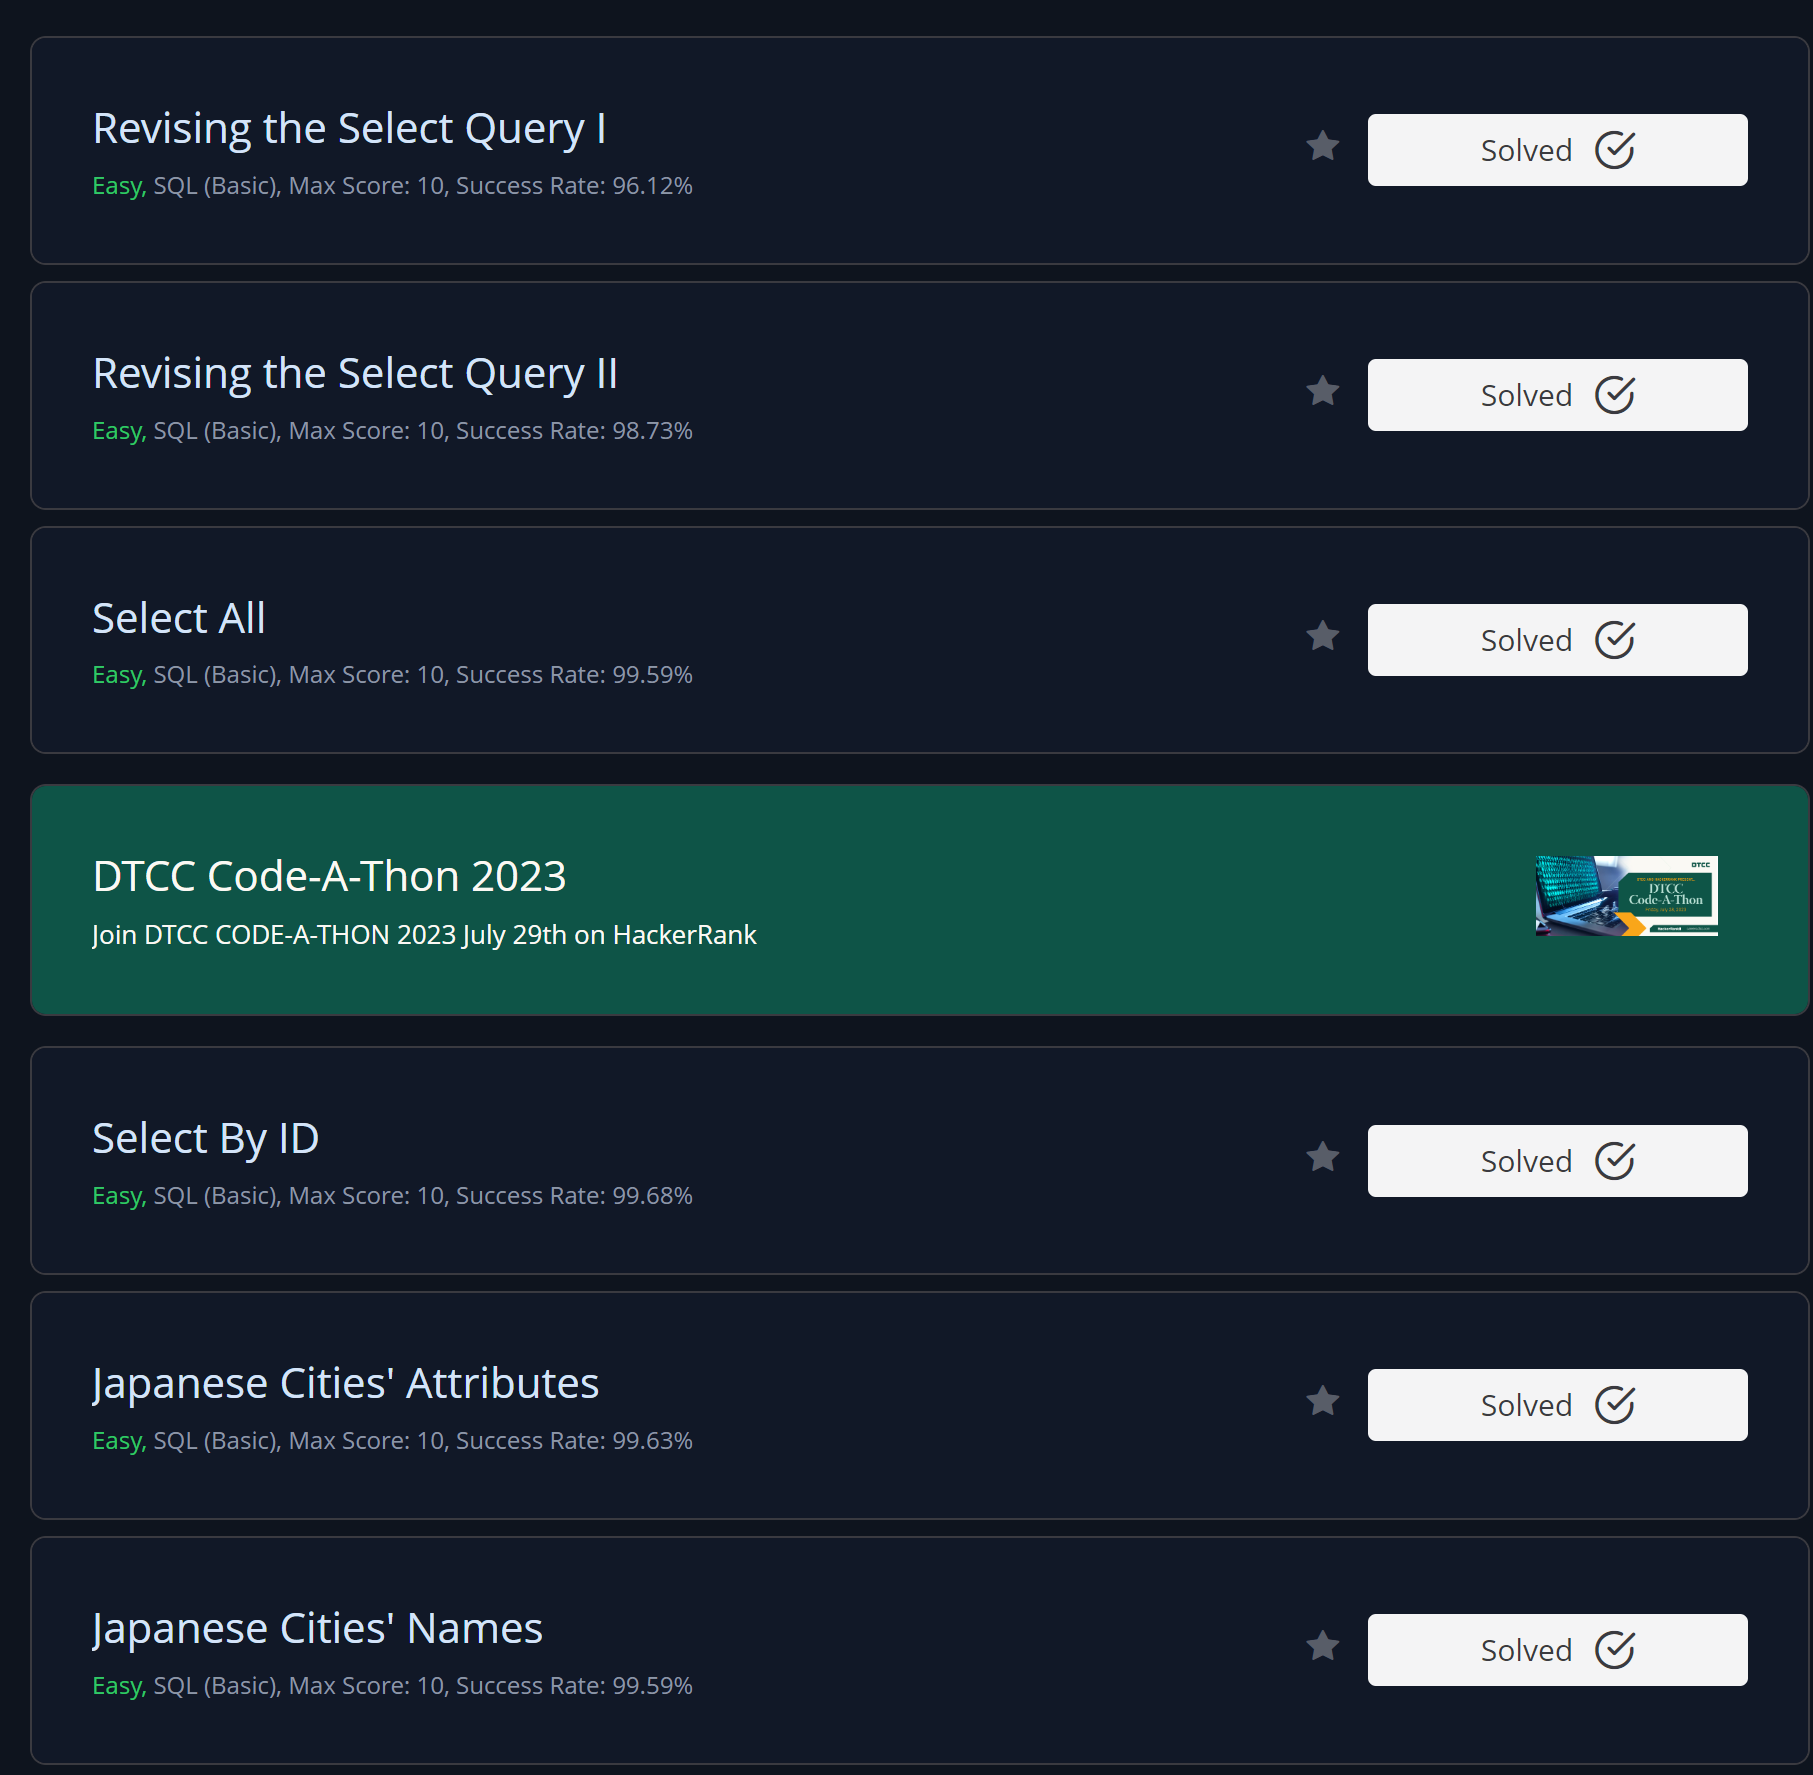 Revising the Select Query I
Easy, SQL (Basic), Max Score: 10, Success Rate: 96.12%
Solved
Revising the Select Query II
Easy, SQL (Basic), Max Score: 10, Success Rate: 98.73%
Solved
Select All
Easy, SQL (Basic), Max Score: 10, Success Rate: 99.59%
Solved
DTCC Code-A-Thon 2023
Join DTCC CODE-A-THON 2023 July 29th on HackerRank
DTCC
DTCC
Code-A-Thon
Select By ID
Easy, SQL (Basic), Max Score: 10, Success Rate: 99.68%
Solved
Japanese Cities' Attributes
Easy, SQL (Basic), Max Score: 10, Success Rate: 99.63%
Solved
Japanese Cities' Names
Easy, SQL (Basic), Max Score: 10, Success Rate: 99.59%
Solved